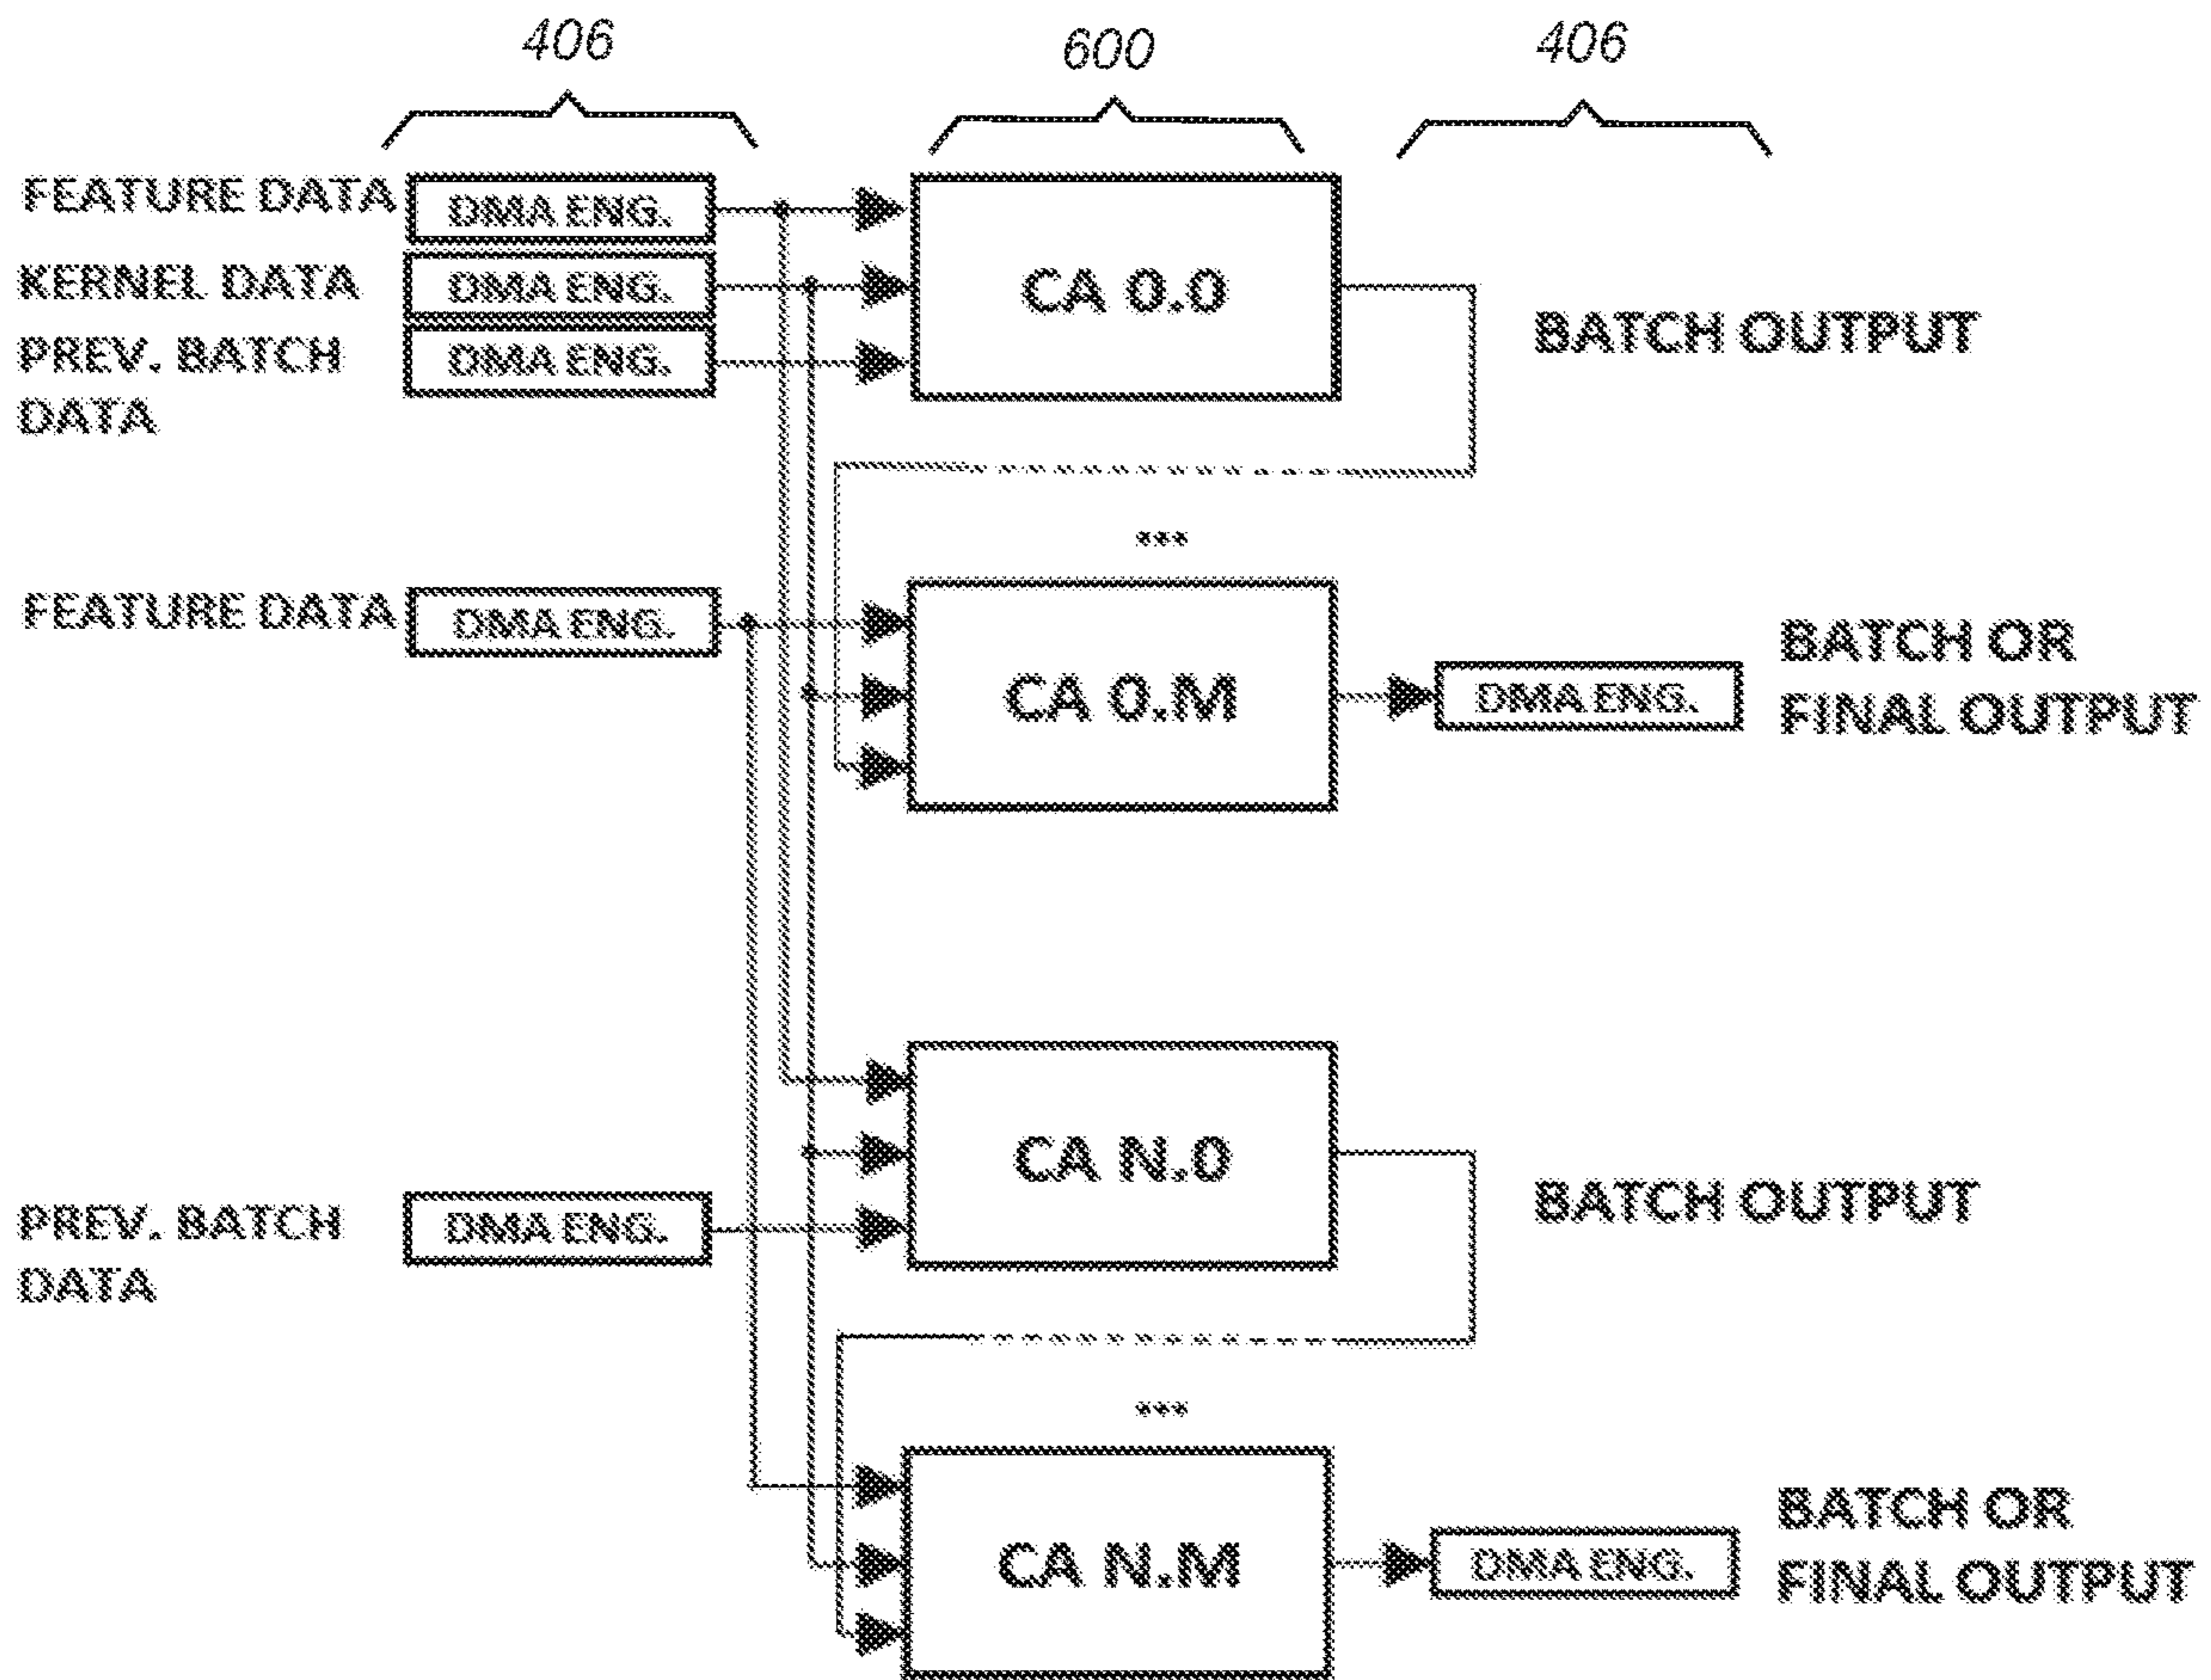 406
600
406
FEATURE DATA
DMA ENG.
KERNEL DATA
DMA ENG.
PREV. BATCH
DATA
DMA ENG.
CA 0.0
BATCH OUTPUT
...
FEATURE DATA
DMA ENG.
CA 0.M
DMA ENG.
BATCH OR
FINAL OUTPUT
PREV. BATCH
DATA
DMA ENG.
CA N.0
BATCH OUTPUT
...
CA N.M
DMA ENG.
BATCH OR
FINAL OUTPUT